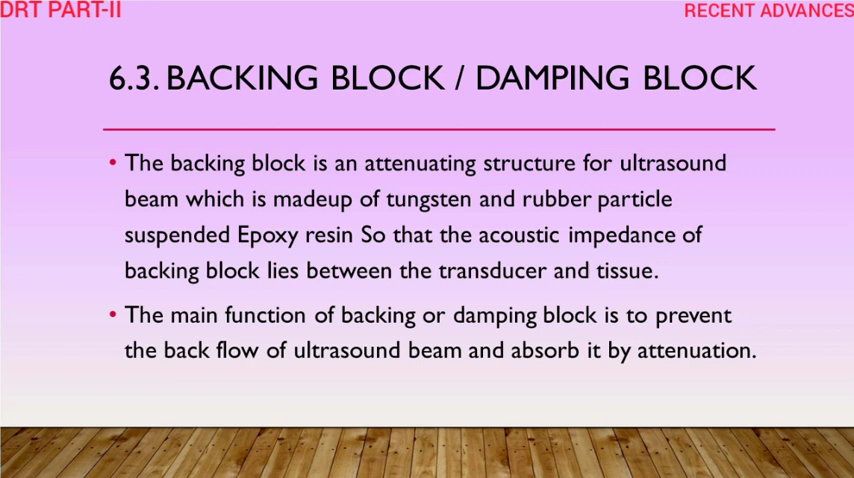 DRT PART-II
RECENT ADVANCES
6.3. BACKING BLOCK / DAMPING BLOCK
• The backing block is an attenuating structure for ultrasound
beam which is madeup of tungsten and rubber particle
suspended Epoxy resin So that the acoustic impedance of
backing block lies between the transducer and tissue.
• The main function of backing or damping block is to prevent
the back flow of ultrasound beam and absorb it by attenuation.